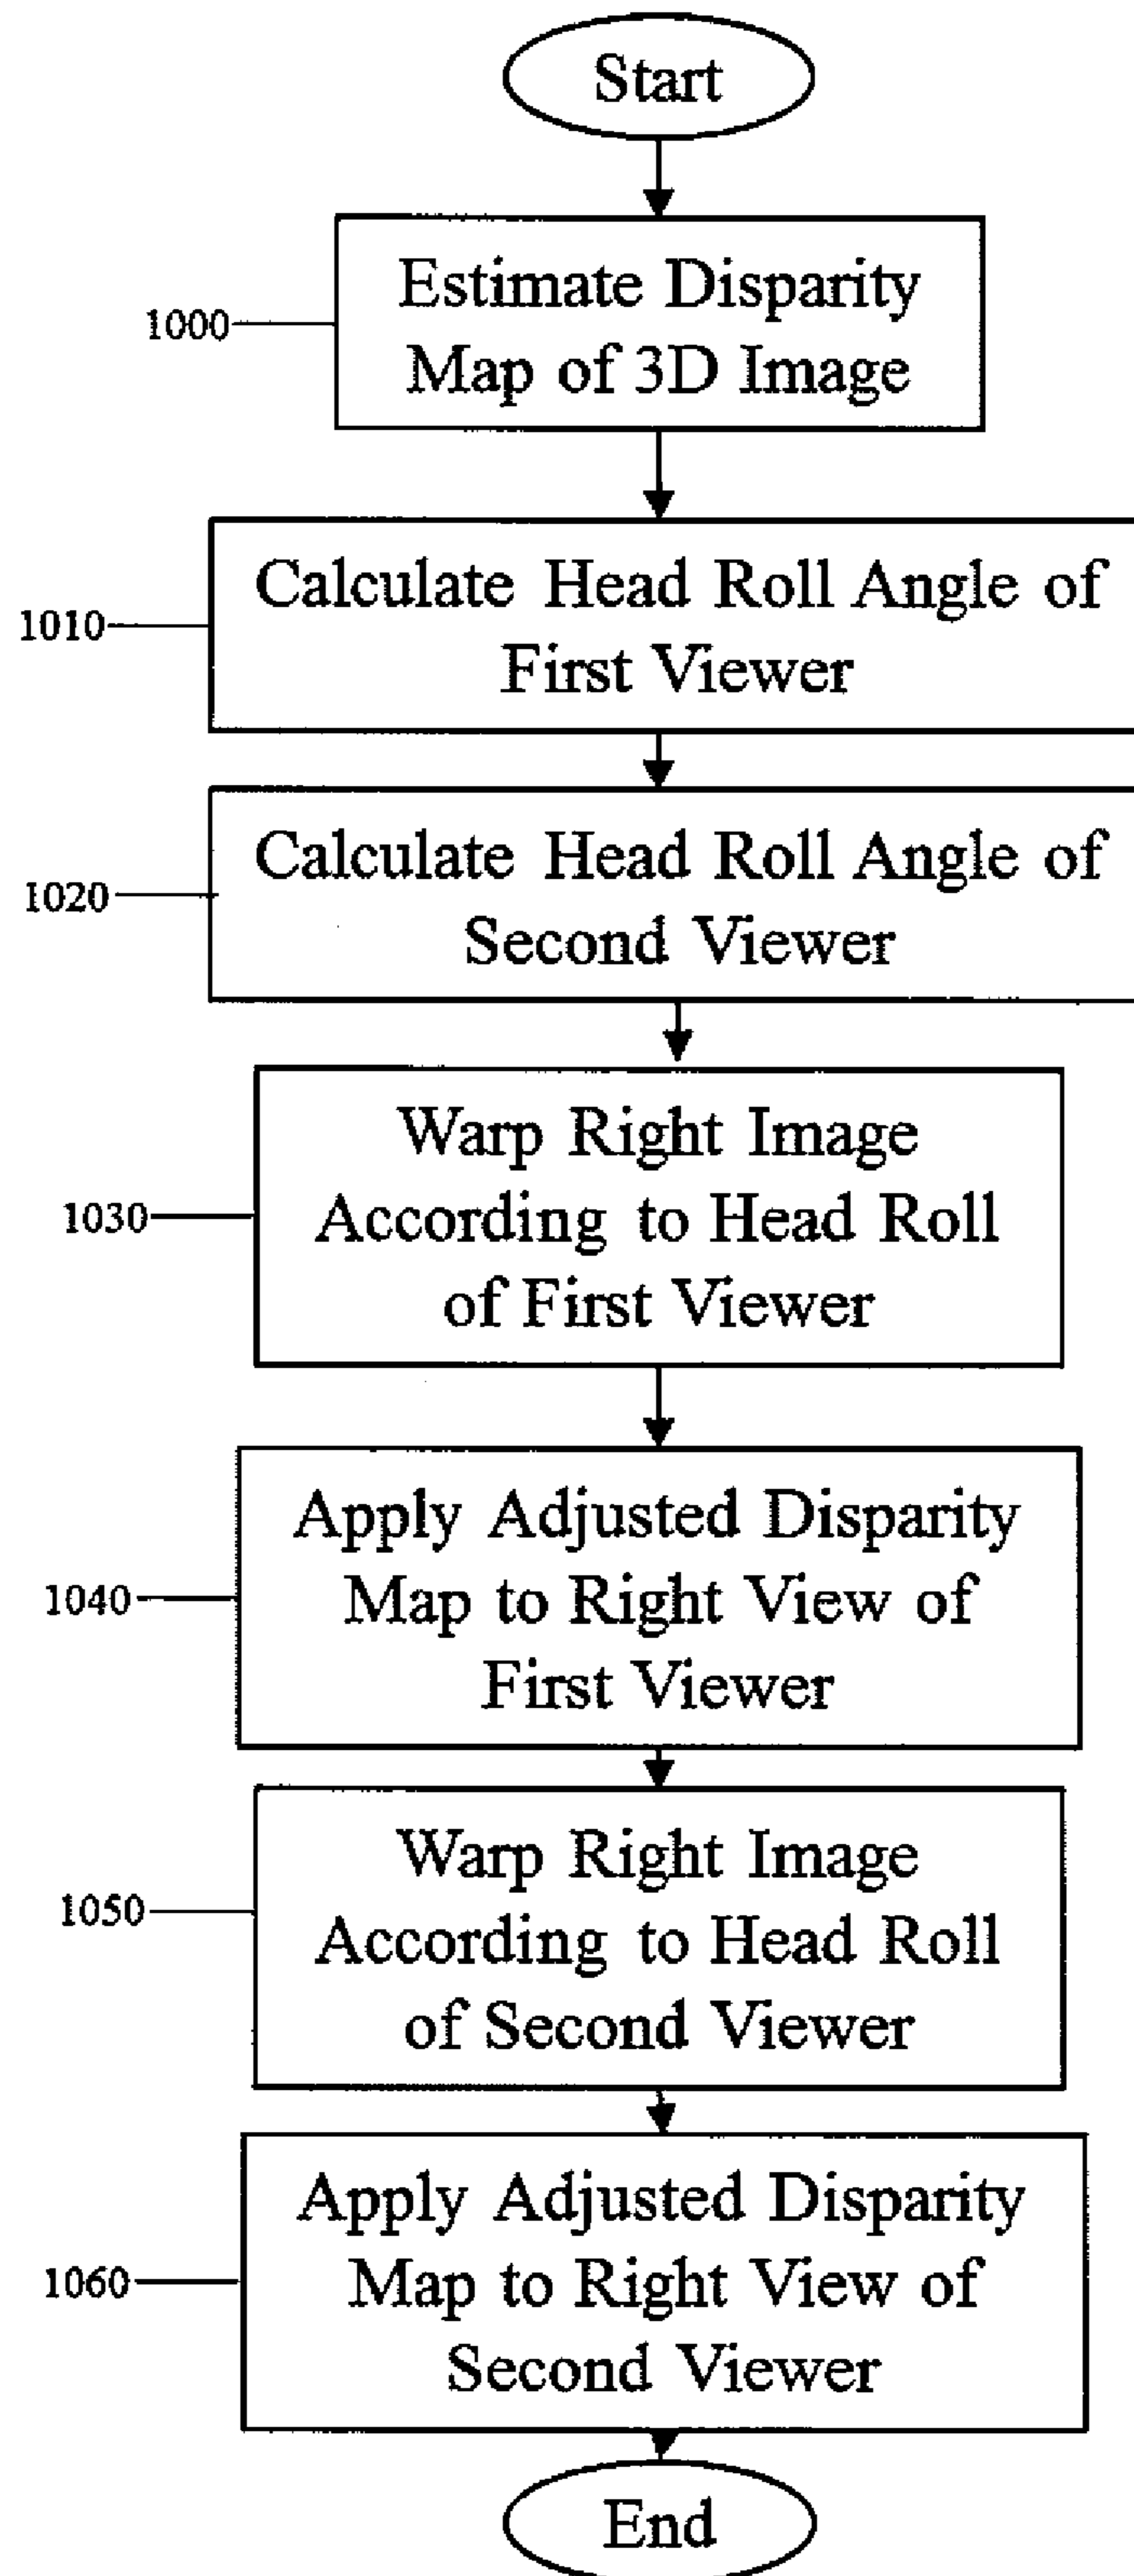 Start
Estimate Disparity
Map of 3D Image
1000
Calculate Head Roll Angle of
First Viewer
1010
Calculate Head Roll Angle of
Second Viewer
1020
Warp Right Image
According to Head Roll
of First Viewer
1030
Apply Adjusted Disparity
Map to Right View of
First Viewer
1040
Warp Right Image
According to Head Roll
of Second Viewer
1050
Apply Adjusted Disparity
Map to Right View of
Second Viewer
1060
End